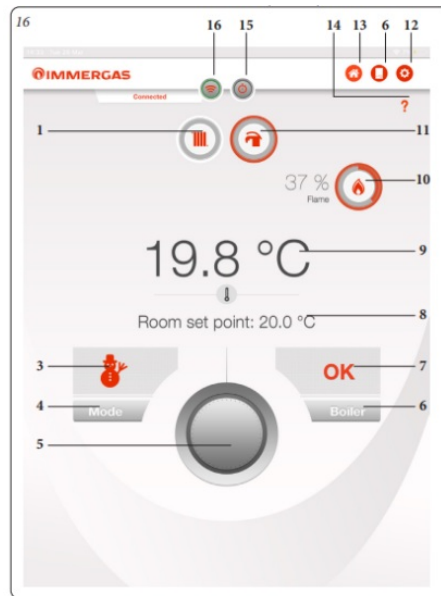 16
16 15 14 13 6 12
IMMERGAS
Connected
?
1
11
37 %
Flame
10
19.8 °C
9
Room set point: 20.0 °C
8
3
OK
7
4
Mode
Boiler
6
5